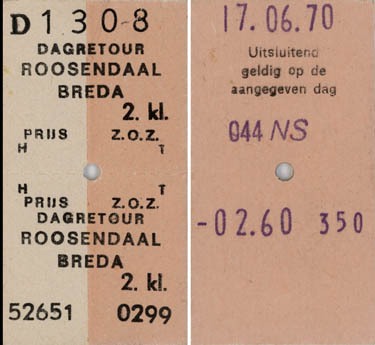 D 1308
DAGRETOUR
ROOSENDAAL
BREDA
2. kl.
PRIJS Z.O.Z.
H T
H T
PRIJS Z.O.Z.
DAGRETOUR
ROOSENDAAL
BREDA
2. kl.
52651 0299
17.06.70
Uitsluitend
geldig op de
aangegeven dag
044 NS
-02.60 350